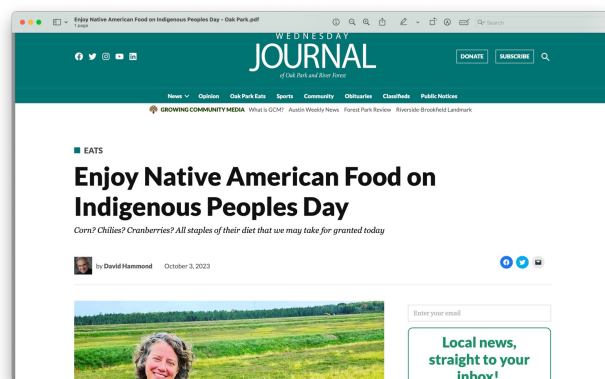 Enjoy Native American Food on Indigenous Peoples Day - Oak Park.pdf
1 page
Search
WEDNESDAY
JOURNAL
of Oak Park and River Forest
DONATE
SUBSCRIBE
News Opinion Oak Park Eats Sports Community Obituaries Classifieds Public Notices
GROWING COMMUNITY MEDIA What is GCM? Austin Weekly News Forest Park Review Riverside-Brookfield Landmark
EATS
Enjoy Native American Food on
Indigenous Peoples Day
Corn? Chilies? Cranberries? All staples of their diet that we may take for granted today
by David Hammond October 3, 2023
Enter your email
Local news,
straight to your
inbox!